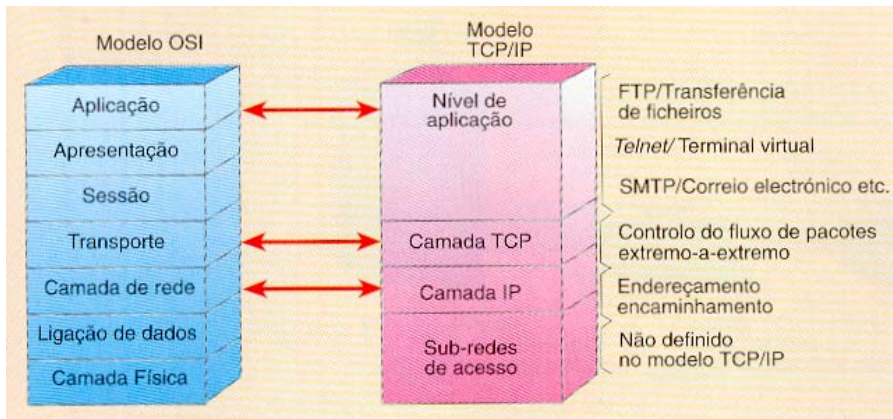 Modelo OSI
Aplicação
Apresentação
Sessão
Transporte
Camada de rede
Ligação de dados
Camada Física
Modelo
TCP/IP
Nível de
aplicação
Camada TCP
Camada IP
Sub-redes
de acesso
FTP/Transferência
de ficheiros
Telnet/ Terminal virtual
SMTP/Correio electrónico etc.
Controlo do fluxo de pacotes
extremo-a-extremo
Endereçamento
encaminhamento
Não definido
no modelo TCP/IP